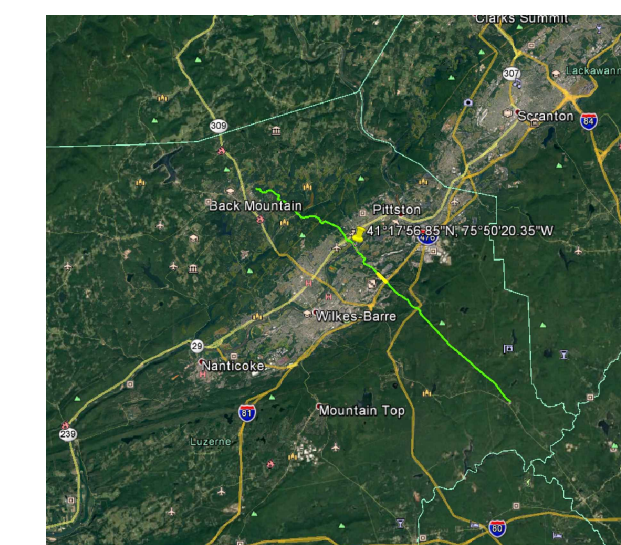 Clarks Summit
307
Lackawann
Scranton
84
309
Back Mountain
Pittston
41°17'56.85"N, 75°50'20.35"W
476
Wilkes-Barre
29
Nanticoke
81
Mountain Top
239
Luzerne
80